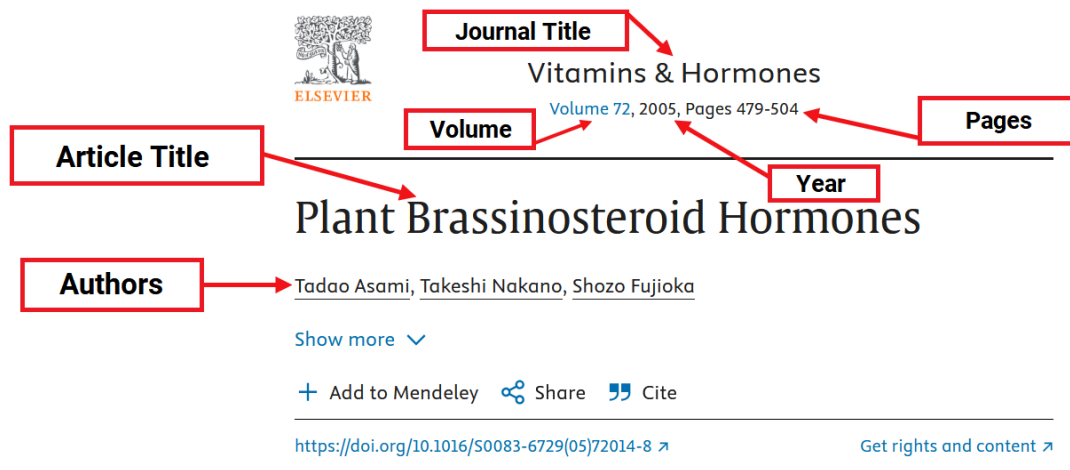 Journal Title
ELSEVIER
Vitamins & Hormones
Volume 72, 2005, Pages 479-504
Volume
Pages
Article Title
Year
Plant Brassinosteroid Hormones
Authors
Tadao Asami, Takeshi Nakano, Shozo Fujioka
Show more
Add to Mendeley Share Cite
https://doi.org/10.1016/S0083-6729(05)72014-8 Get rights and content